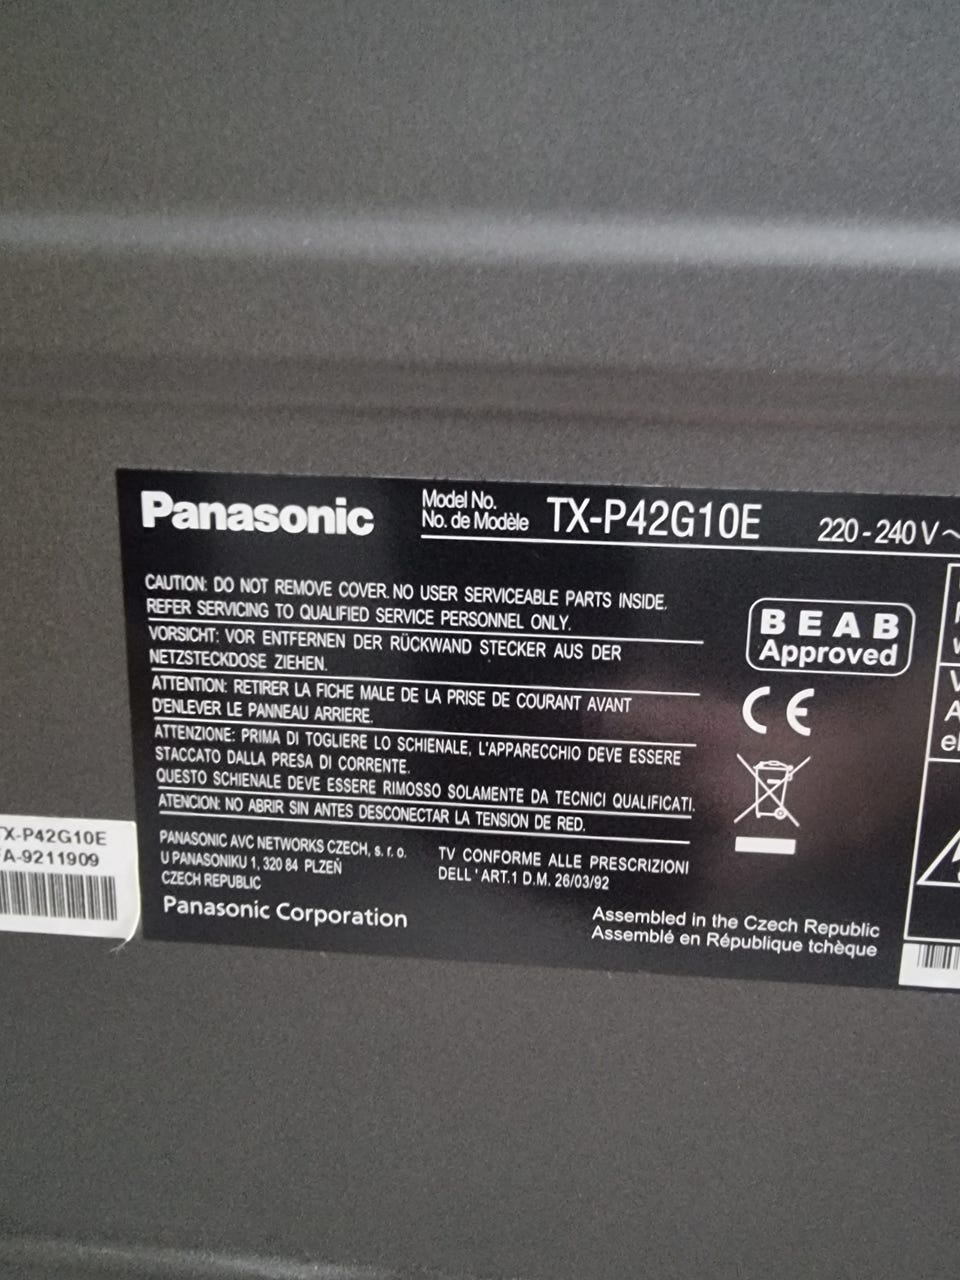 Panasonic
Model No.
No. de Modèle
TX-P42G10E
220-240 V~
CAUTION: DO NOT REMOVE COVER. NO USER SERVICEABLE PARTS INSIDE.
REFER SERVICING TO QUALIFIED SERVICE PERSONNEL ONLY.
VORSICHT: VOR ENTFERNEN DER RÜCKWAND STECKER AUS DER
NETZSTECKDOSE ZIEHEN.
ATTENTION: RETIRER LA FICHE MALE DE LA PRISE DE COURANT AVANT
D'ENLEVER LE PANNEAU ARRIERE.
ATTENZIONE: PRIMA DI TOGLIERE LO SCHIENALE, L'APPARECCHIO DEVE ESSERE
STACCATO DALLA PRESA DI CORRENTE.
QUESTO SCHIENALE DEVE ESSERE RIMOSSO SOLAMENTE DA TECNICI QUALIFICATI.
ATENCION: NO ABRIR SIN ANTES DESCONECTAR LA TENSION DE RED.
BEAB
Approved
CE
PANASONIC AVC NETWORKS CZECH, s. r. o.
U PANASONIKU 1, 320 84 PLZEŇ
CZECH REPUBLIC
Panasonic Corporation
TV CONFORME ALLE PRESCRIZIONI
DELL'ART.1 D.M. 26/03/92
Assembled in the Czech Republic
Assemblé en République tchèque
TX-P42G10E
A-9211909